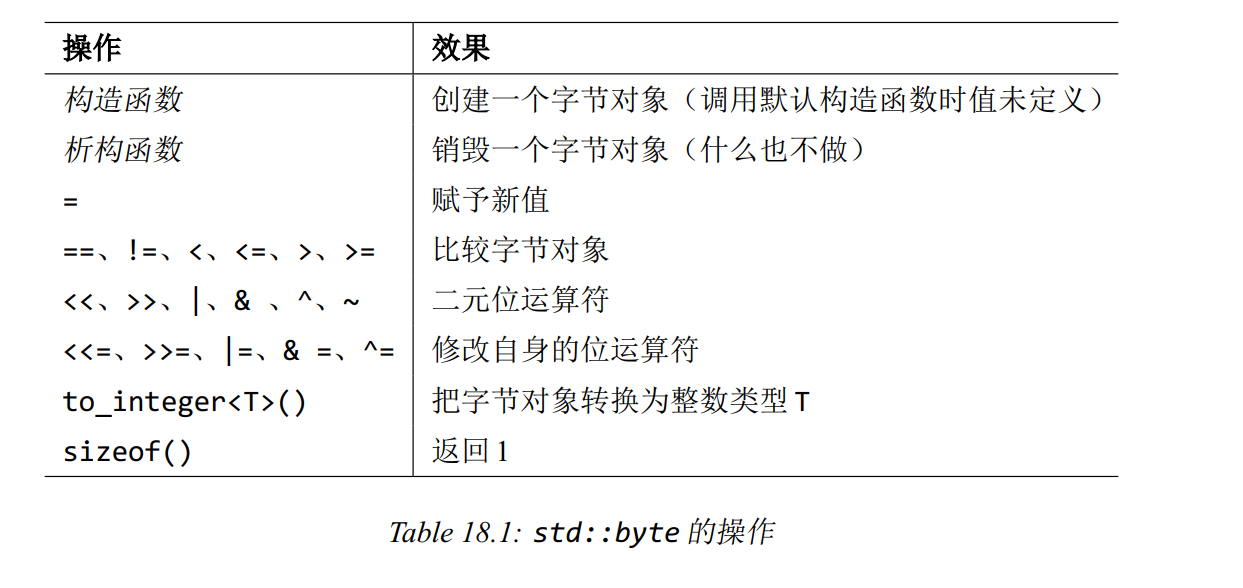 操作 效果
构造函数 创建一个字节对象（调用默认构造函数时值未定义）
析构函数 销毁一个字节对象（什么也不做）
= 赋予新值
==、!=、<、<=、>、>= 比较字节对象
<<、>>、|、& 、^、~ 二元位运算符
<<=、>>=、|=、& =、^= 修改自身的位运算符
to_integer<T>() 把字节对象转换为整数类型 T
sizeof() 返回 1
Table 18.1: std::byte 的操作